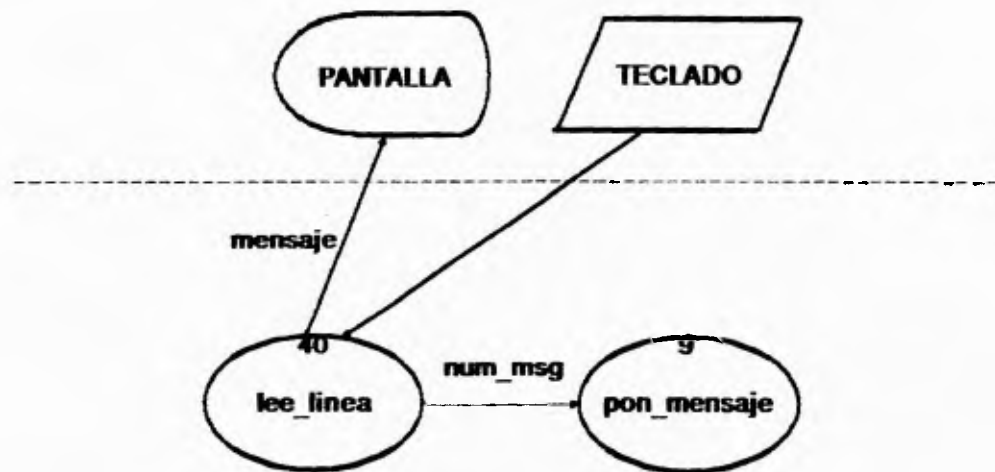 PANTALLA
TECLADO
mensaje
40
lee_linea
num_msg
9
pon_mensaje